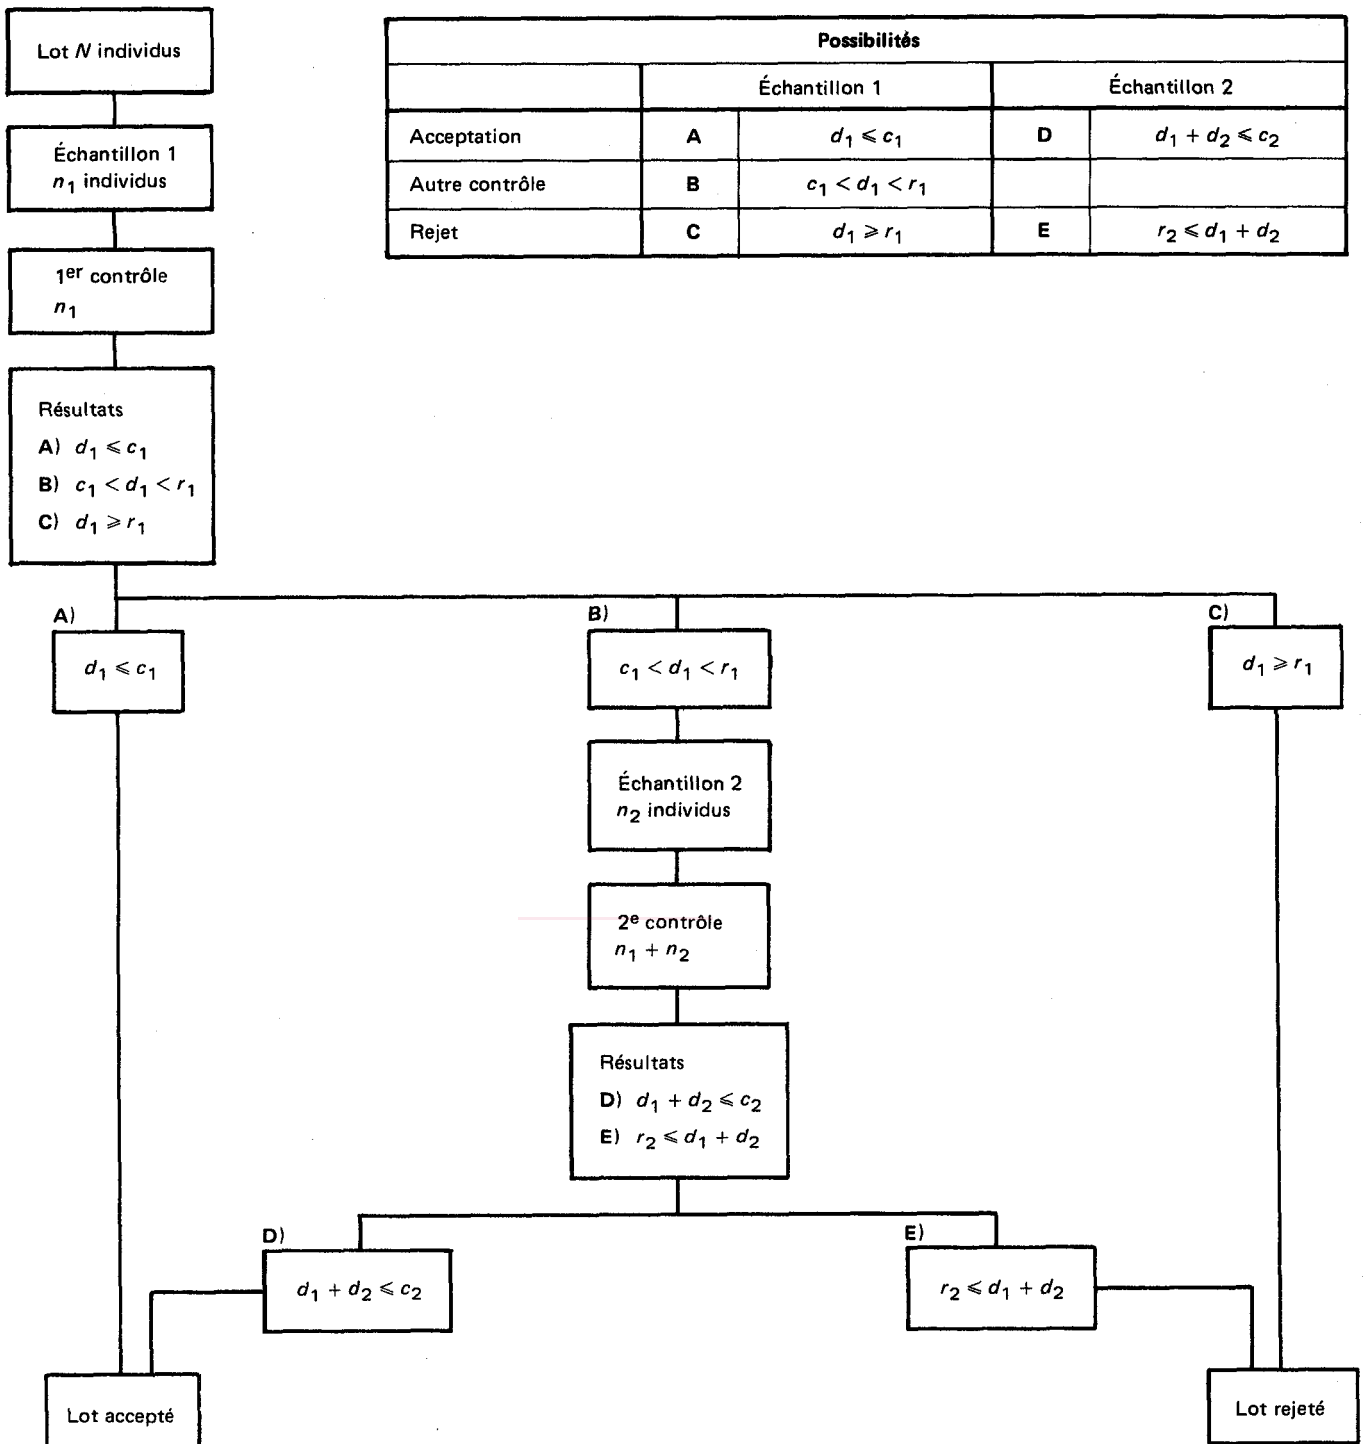 Lot N individus
Possibilités
Échantillon 1 Échantillon 2
Acceptation A d1 ⩽ c1 D d1 + d2 ⩽ c2
Autre contrôle B c1 < d1 < r1
Rejet C d1 ⩾ r1 E r2 ⩽ d1 + d2
Échantillon 1
n1 individus
1er contrôle
n1
Résultats
A) d1 ⩽ c1
B) c1 < d1 < r1
C) d1 ⩾ r1
A)
d1 ⩽ c1
B)
c1 < d1 < r1
C)
d1 ⩾ r1
Échantillon 2
n2 individus
2e contrôle
n1 + n2
Résultats
D) d1 + d2 ⩽ c2
E) r2 ⩽ d1 + d2
D)
d1 + d2 ⩽ c2
E)
r2 ⩽ d1 + d2
Lot accepté
Lot rejeté